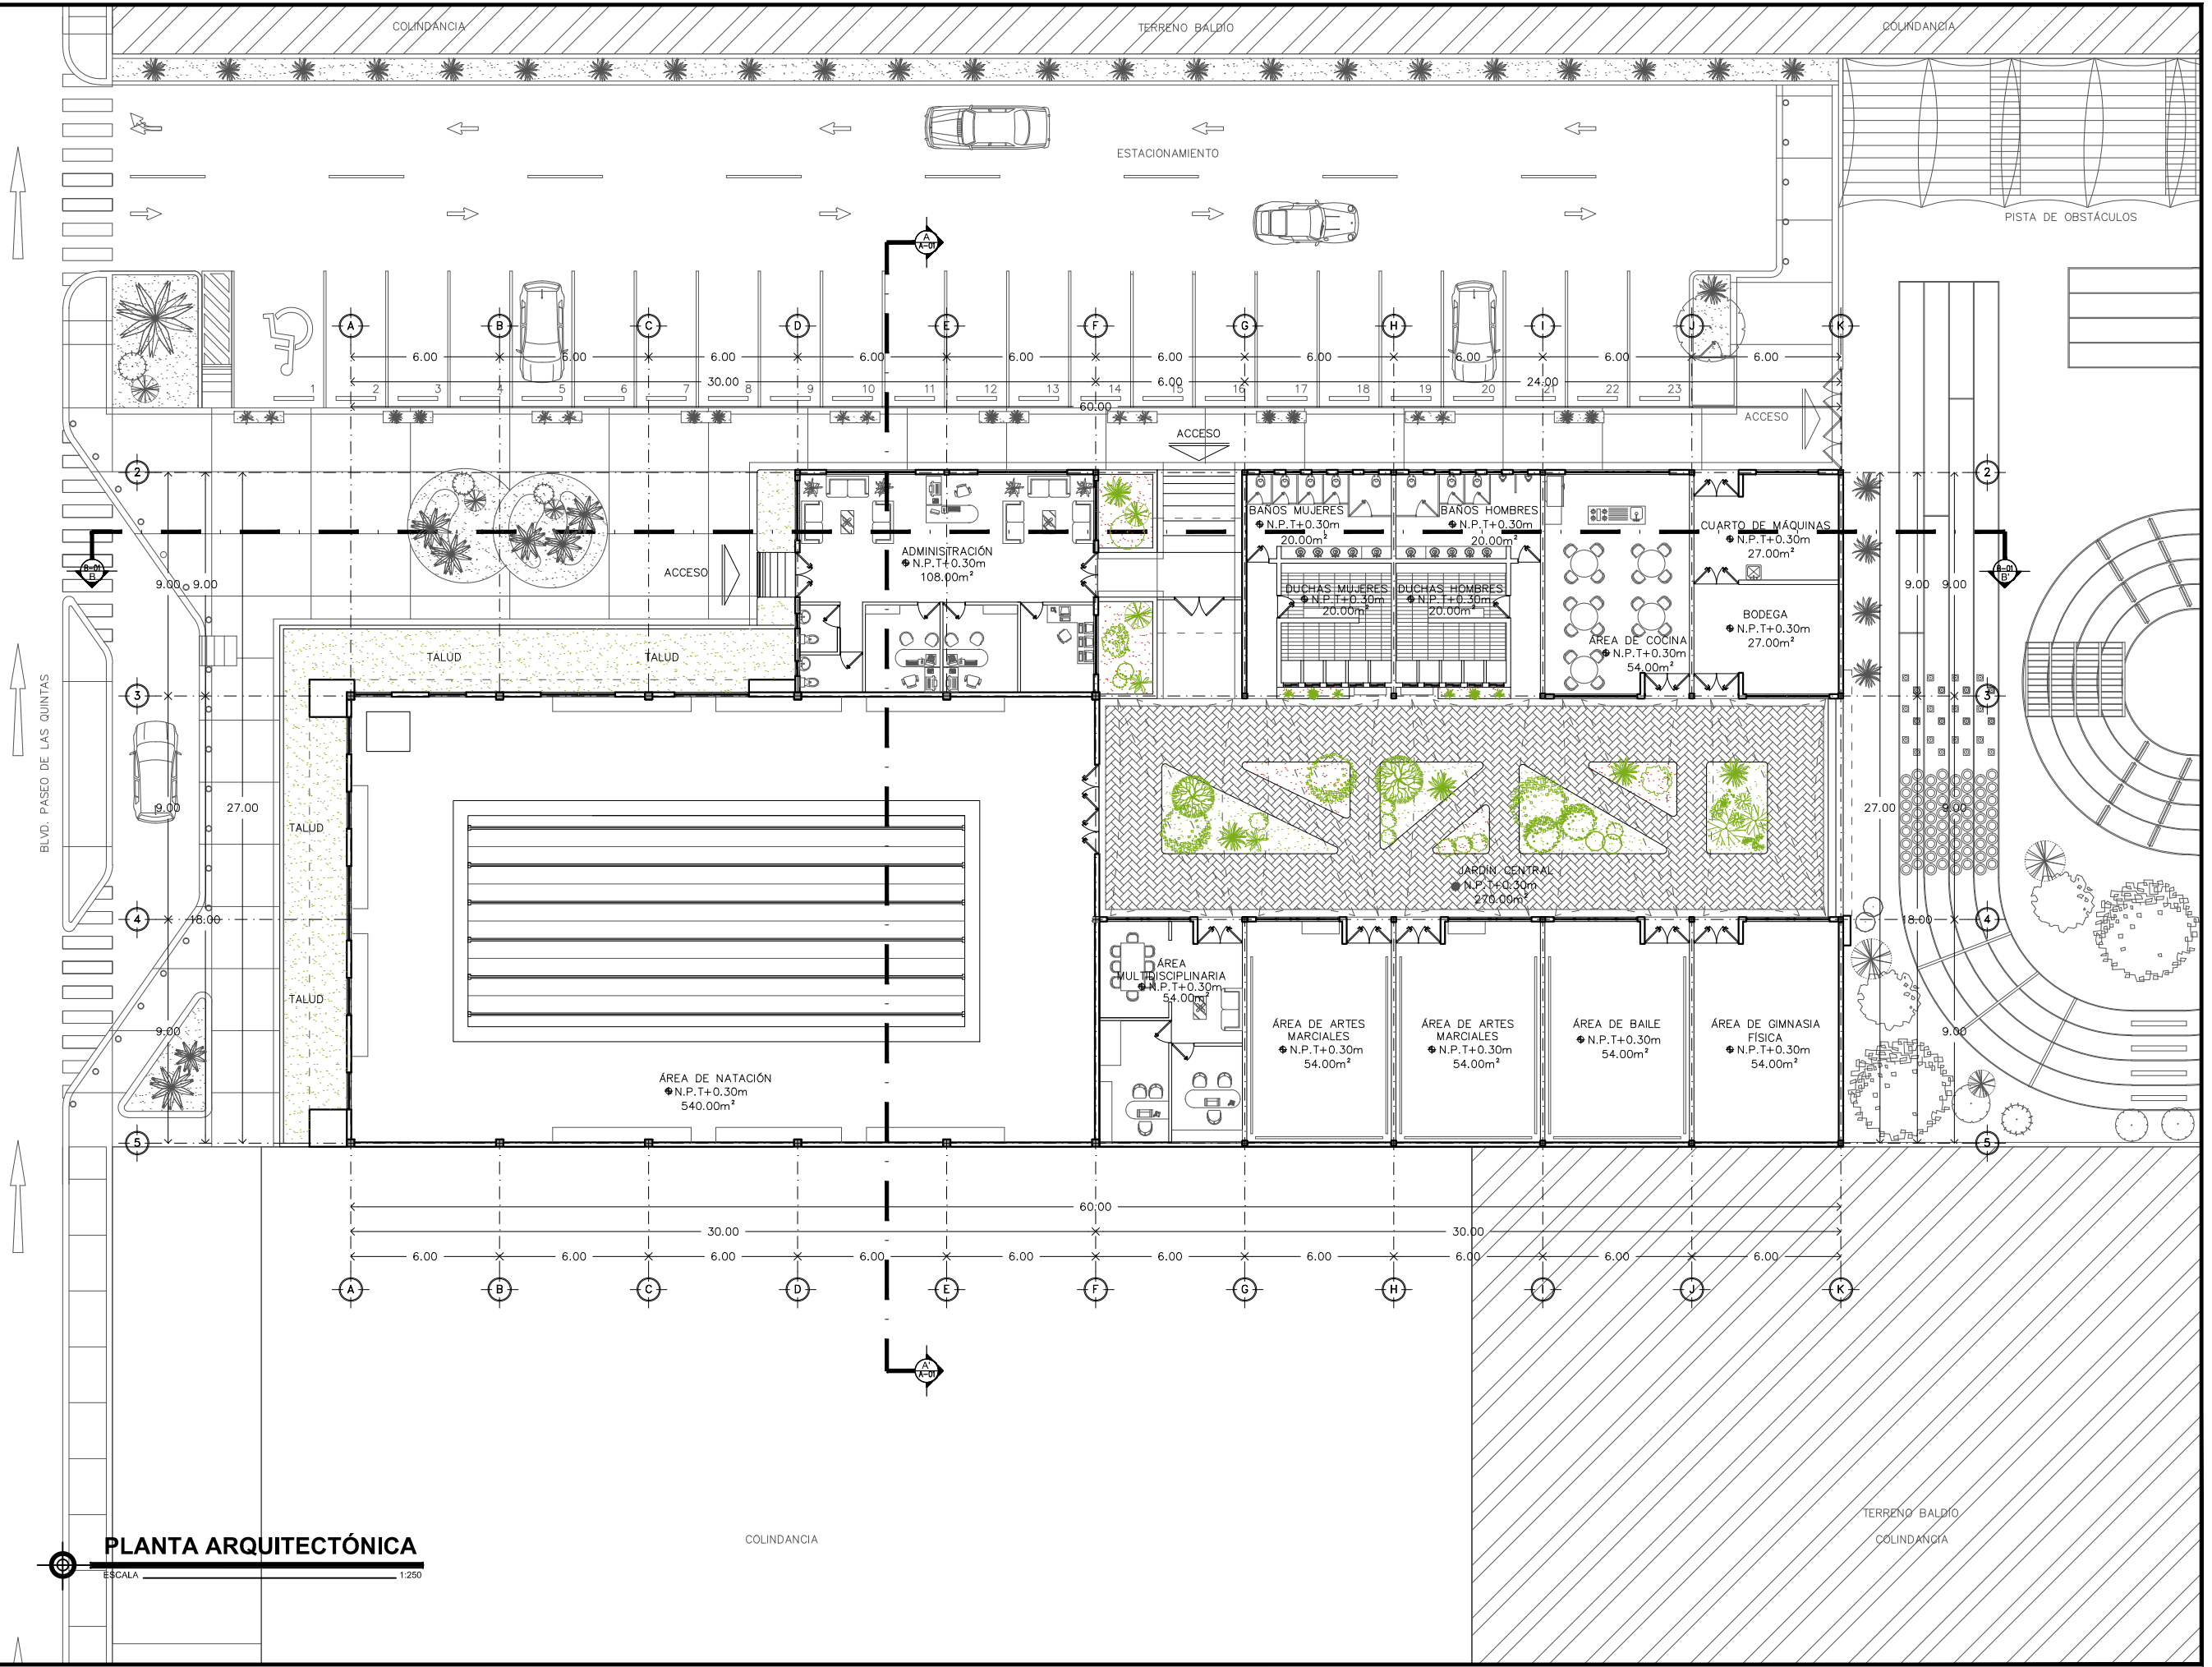 COLINDANCIA
TERRENO BALDÍO
COLINDANCIA
ESTACIONAMIENTO
PISTA DE OBSTÁCULOS
A
A-01
A B C D E F G H I J K
6.00 6.00 6.00 6.00 6.00 6.00 6.00 6.00 6.00 6.00
30.00 6.00 24.00
1 2 3 4 5 6 7 8 9 10 11 12 13 14 15 16 17 18 19 20 21 22 23
60.00
ACCESO
ACCESO
2
2
BAÑOS MUJERES
N.P.T+0.30m
20.00m²
BAÑOS HOMBRES
N.P.T+0.30m
20.00m²
CUARTO DE MÁQUINAS
N.P.T+0.30m
27.00m²
ADMINISTRACIÓN
N.P.T+0.30m
108.00m²
ACCESO
B-01
B
B-01
B'
9.00 9.00
9.00 9.00
DUCHAS MUJERES
N.P.T+0.30m
20.00m²
DUCHAS HOMBRES
N.P.T+0.30m
20.00m²
BODEGA
N.P.T+0.30m
27.00m²
ÁREA DE COCINA
N.P.T+0.30m
54.00m²
TALUD
TALUD
3
3
BLVD. PASEO DE LAS QUINTAS
9.00
27.00
TALUD
27.00
9.00
JARDÍN CENTRAL
N.P.T+0.30m
270.00m²
4
18.00
18.00
4
TALUD
9.00
9.00
ÁREA
MULTIDISCIPLINARIA
N.P.T+0.30m
54.00m²
ÁREA DE ARTES
MARCIALES
N.P.T+0.30m
54.00m²
ÁREA DE ARTES
MARCIALES
N.P.T+0.30m
54.00m²
ÁREA DE BAILE
N.P.T+0.30m
54.00m²
ÁREA DE GIMNASIA
FÍSICA
N.P.T+0.30m
54.00m²
ÁREA DE NATACIÓN
N.P.T+0.30m
540.00m²
5
5
60.00
30.00 30.00
6.00 6.00 6.00 6.00 6.00 6.00 6.00 6.00 6.00 6.00
A B C D E F G H I J K
A'
A-01
TERRENO BALDÍO
COLINDANCIA
COLINDANCIA
PLANTA ARQUITECTÓNICA
ESCALA 1:250